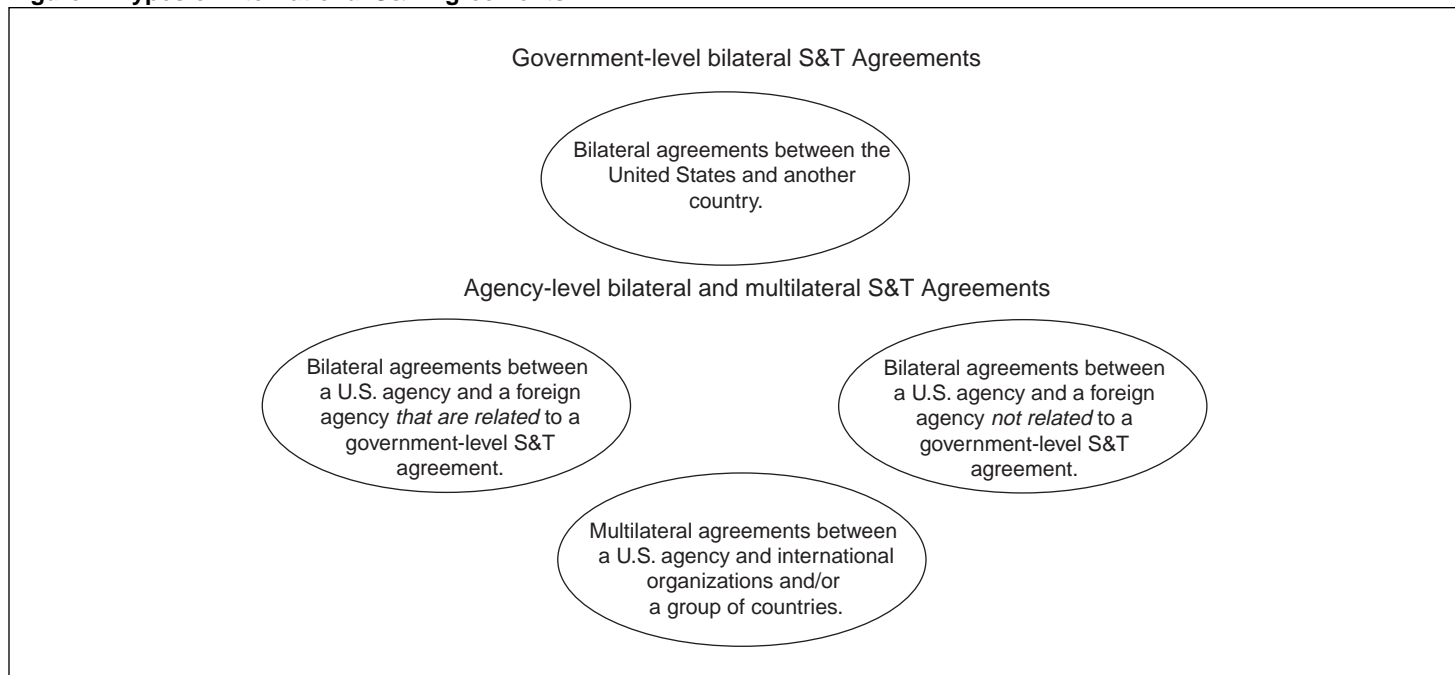 Government-level bilateral S&T Agreements
Bilateral agreements between the
United States and another
country.
Agency-level bilateral and multilateral S&T Agreements
Bilateral agreements between
a U.S. agency and a foreign
agency that are related to a
government-level S&T
agreement.
Bilateral agreements between
a U.S. agency and a foreign
agency not related to a
government-level S&T
agreement.
Multilateral agreements between
a U.S. agency and international
organizations and/or
a group of countries.